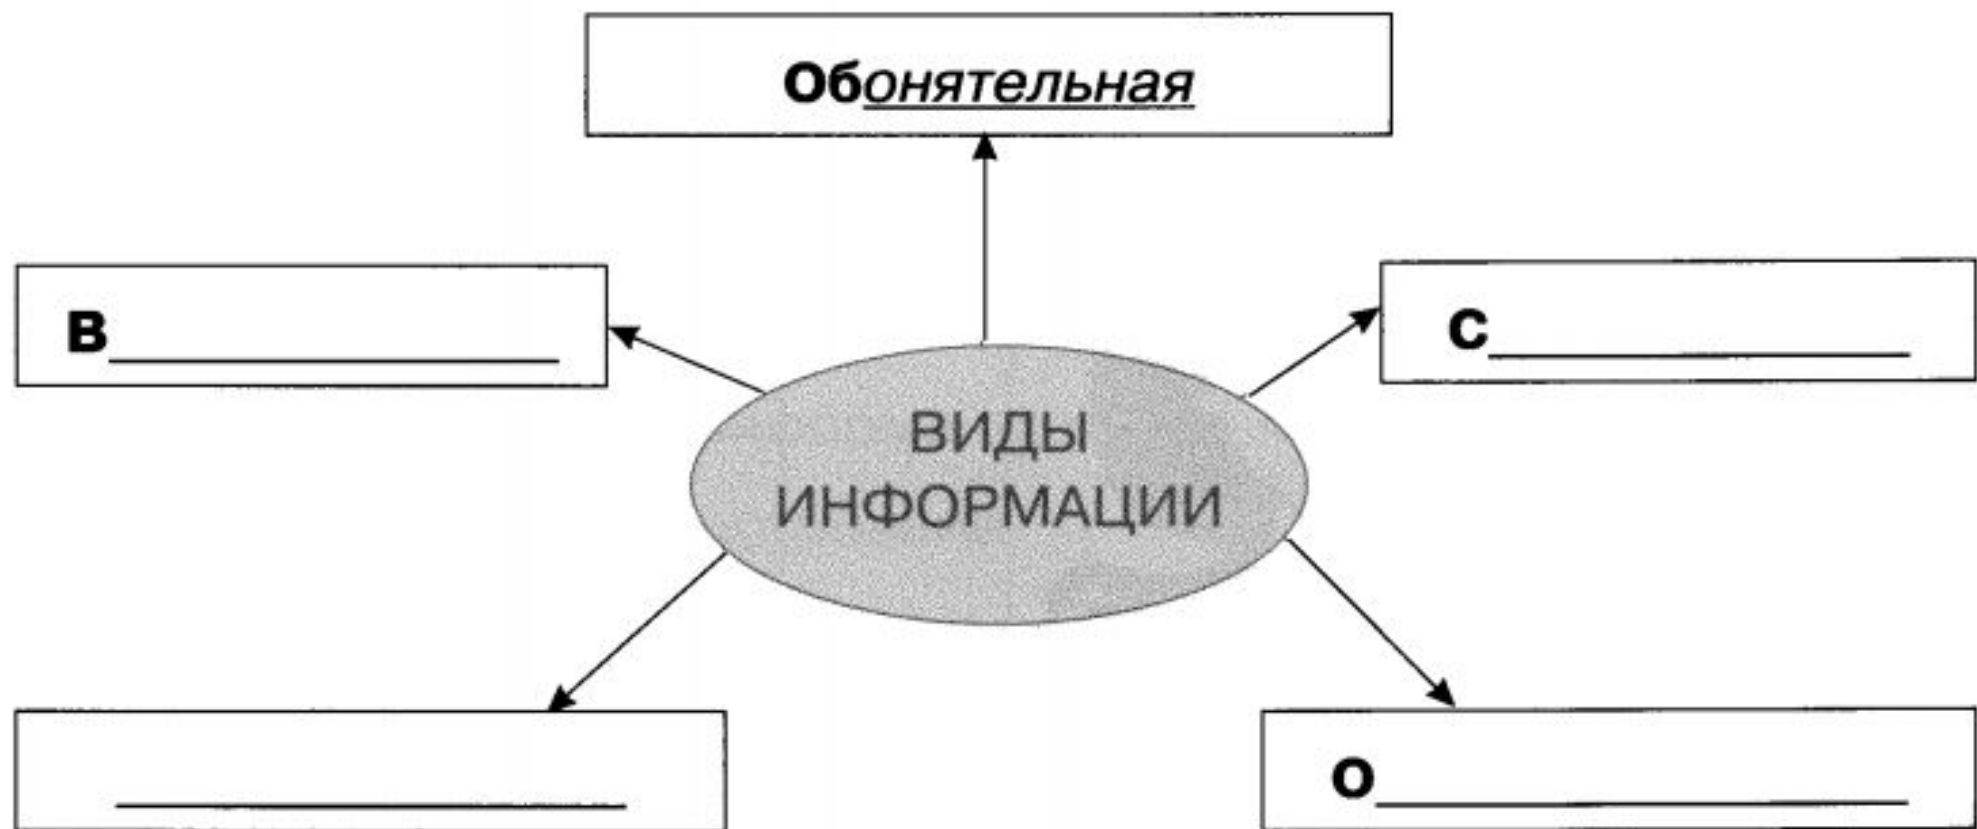 Обонятельная
В
С
ВИДЫ
ИНФОРМАЦИИ
О